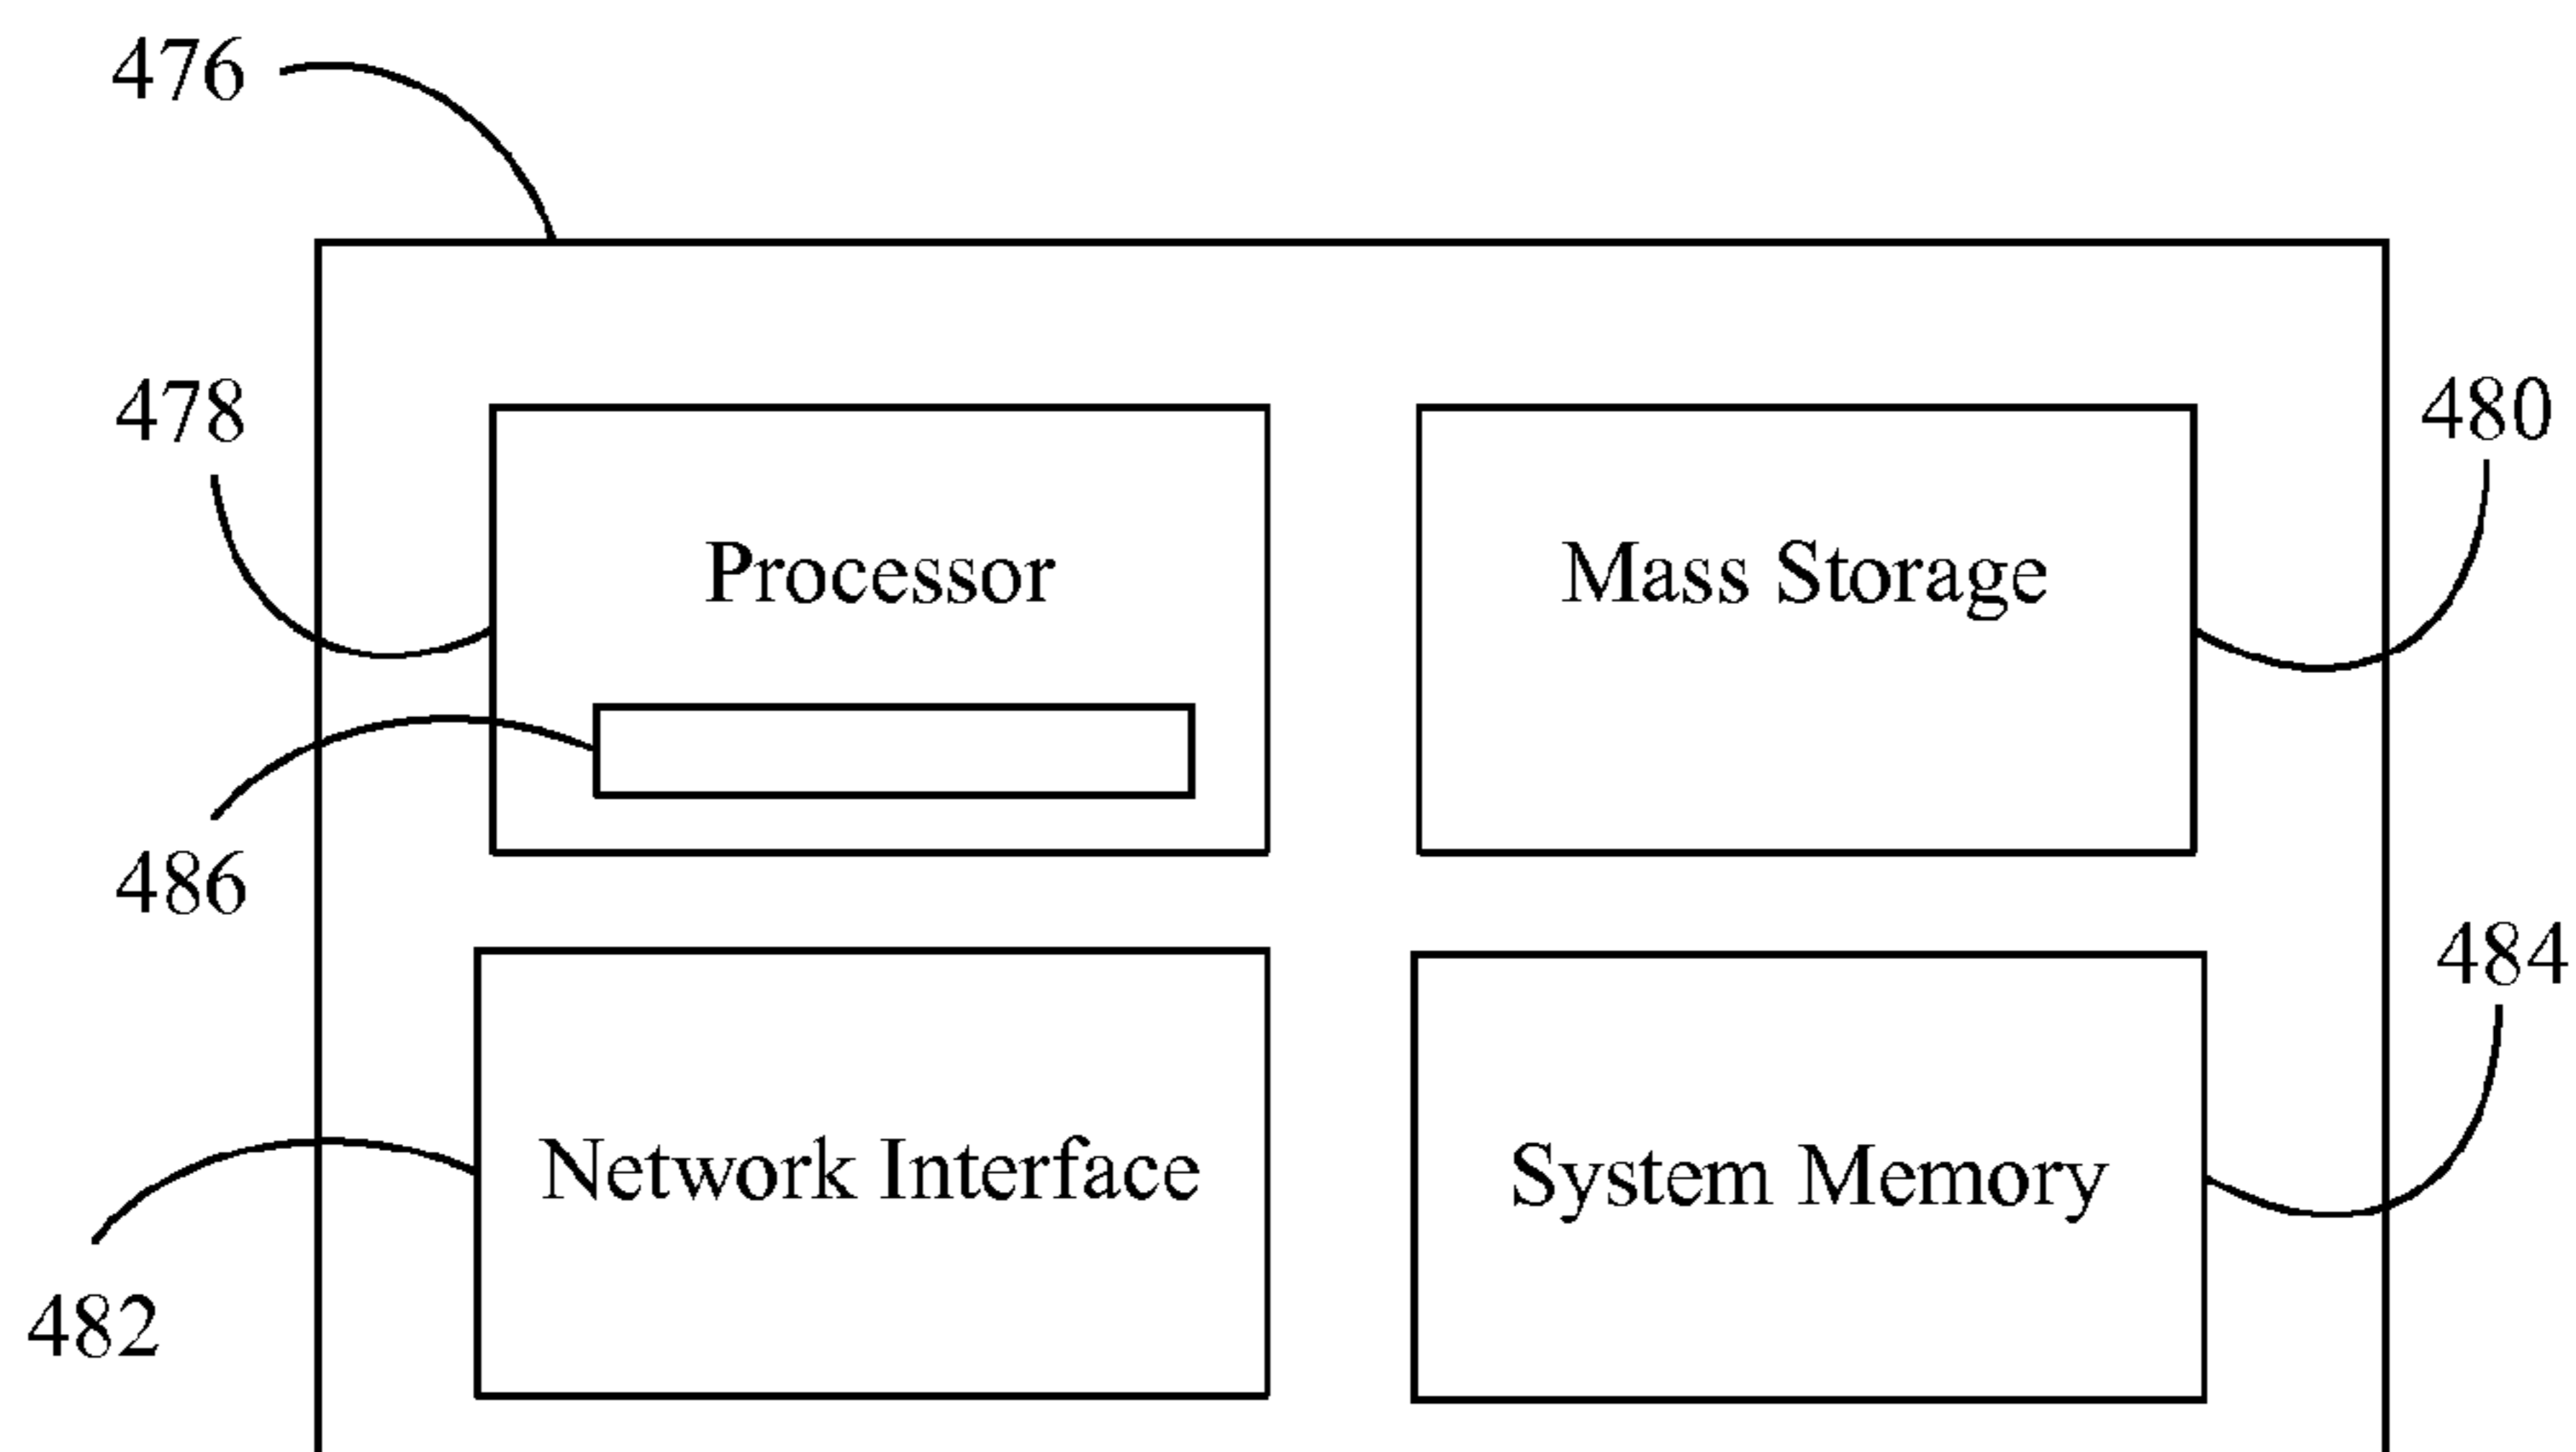 476
478
480
Processor
Mass Storage
486
484
Network Interface
System Memory
482